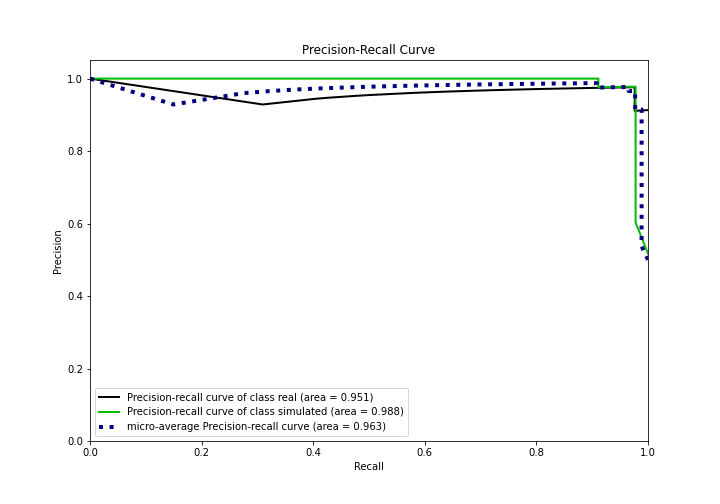 Precision-Recall Curve
1.0
0.8
0.6
0.4
0.2
0.0
Precision
Precision-recall curve of class real (area = 0.951)
Precision-recall curve of class simulated (area = 0.988)
micro-average Precision-recall curve (area = 0.963)
0.0 0.2 0.4 0.6 0.8 1.0
Recall